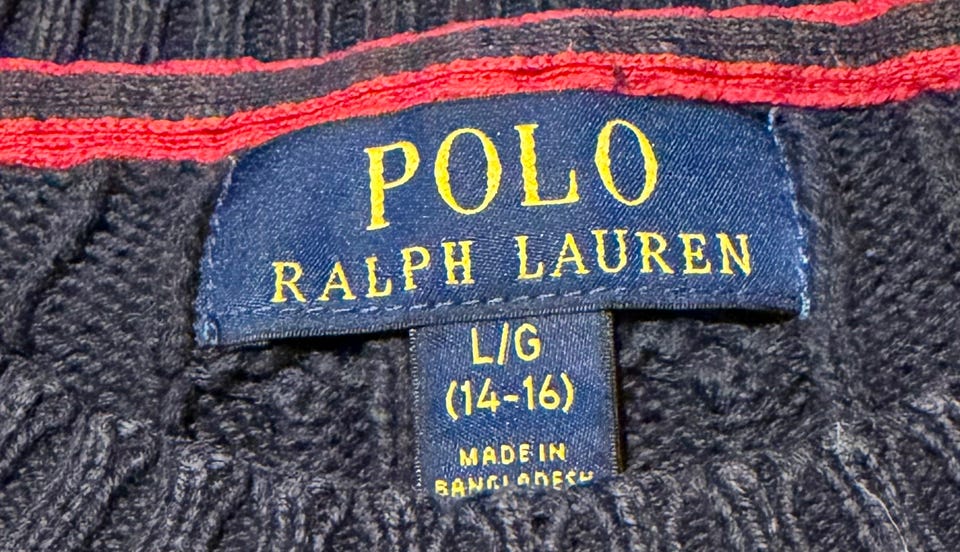 POLO
RALPH LAUREN
L/G
(14-16)
MADE IN
BANGLADESH